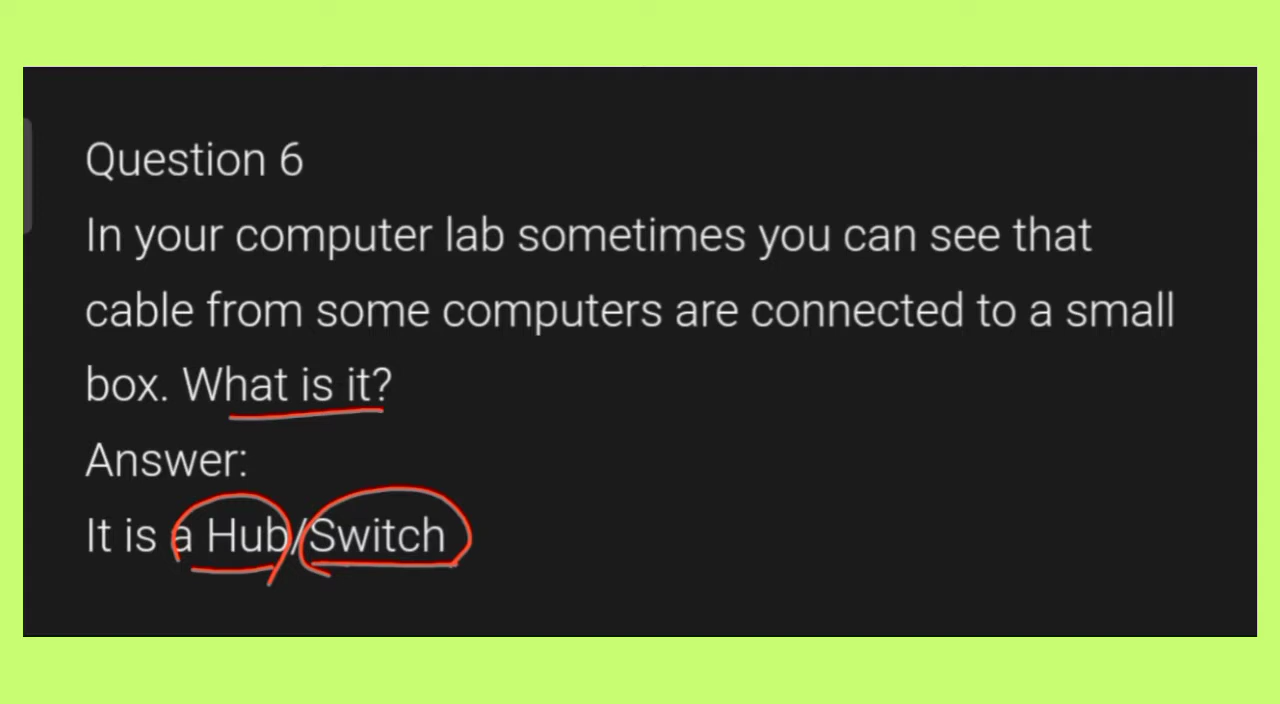 Question 6
In your computer lab sometimes you can see that
cable from some computers are connected to a small
box. What is it?
Answer:
It is a Hub/Switch